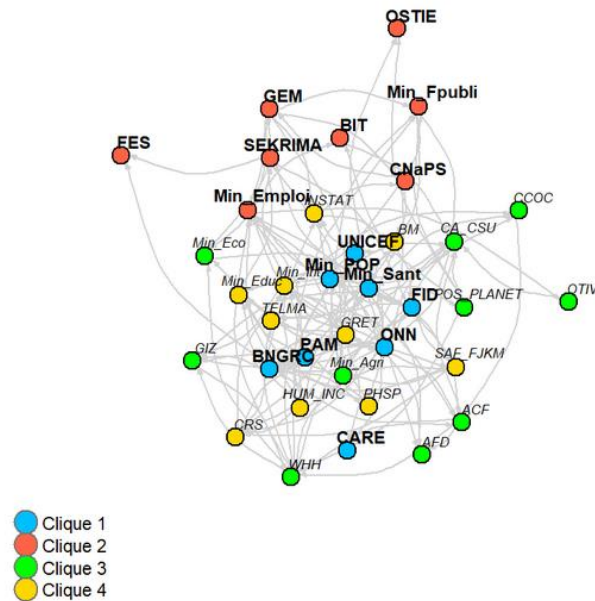 OSTIE
GEM
Min_Fpubli
BIT
FES
SEKRIMA
CNaPS
Min_Emploi
INSTAT
CCOC
BM
CA_CSU
Min_Eco
UNICEF
Min_POP
Min_Int
Min_Sant
Min_Educ
FID
POS_PLANET
OTIV
TELMA
GRET
ONN
PAM
BNGRC
GIZ
Min_Agri
SAF_FJKM
HUM_INC
PHSP
ACF
CRS
CARE
AFD
WHH
Clique 1
Clique 2
Clique 3
Clique 4